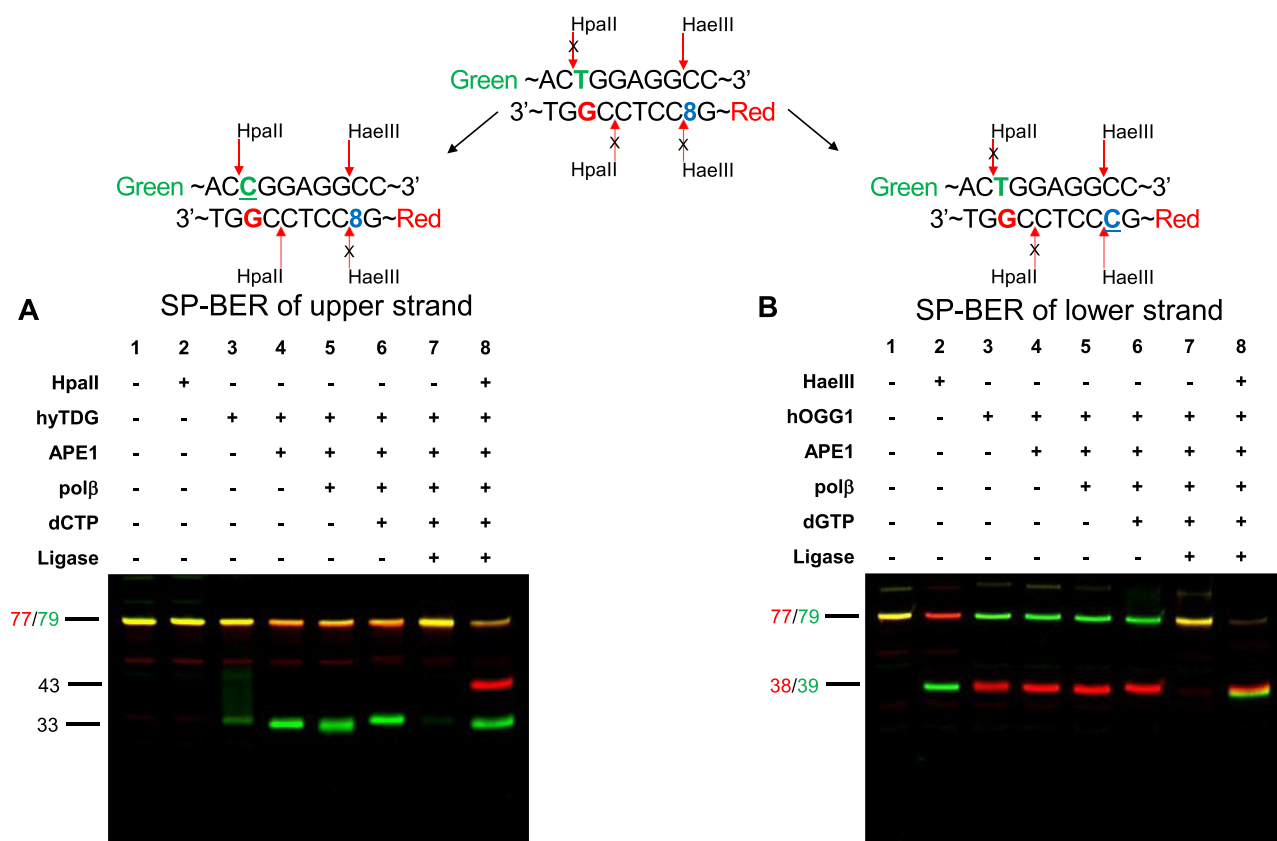 HpaII HaeIII
X
Green ~ACTGGAGGCC~3’
3’~TGGCCTCC8G~Red
X X
HpaII HaeIII
HpaII HaeIII
Green ~ACCGGAGGCC~3’
3’~TGGCCTCC8G~Red
X
HpaII HaeIII
HpaII HaeIII
X
Green ~ACTGGAGGCC~3’
3’~TGGCCTCCCG~Red
X
HpaII HaeIII
A SP-BER of upper strand
1 2 3 4 5 6 7 8
HpaII - + - - - - - +
hyTDG - - + + + + + +
APE1 - - - + + + + +
polβ - - - - + + + +
dCTP - - - - - + + +
Ligase - - - - - - + +
77/79
43
33
B SP-BER of lower strand
1 2 3 4 5 6 7 8
HaeIII - + - - - - - +
hOGG1 - - + + + + + +
APE1 - - - + + + + +
polβ - - - - + + + +
dGTP - - - - - + + +
Ligase - - - - - - + +
77/79
38/39